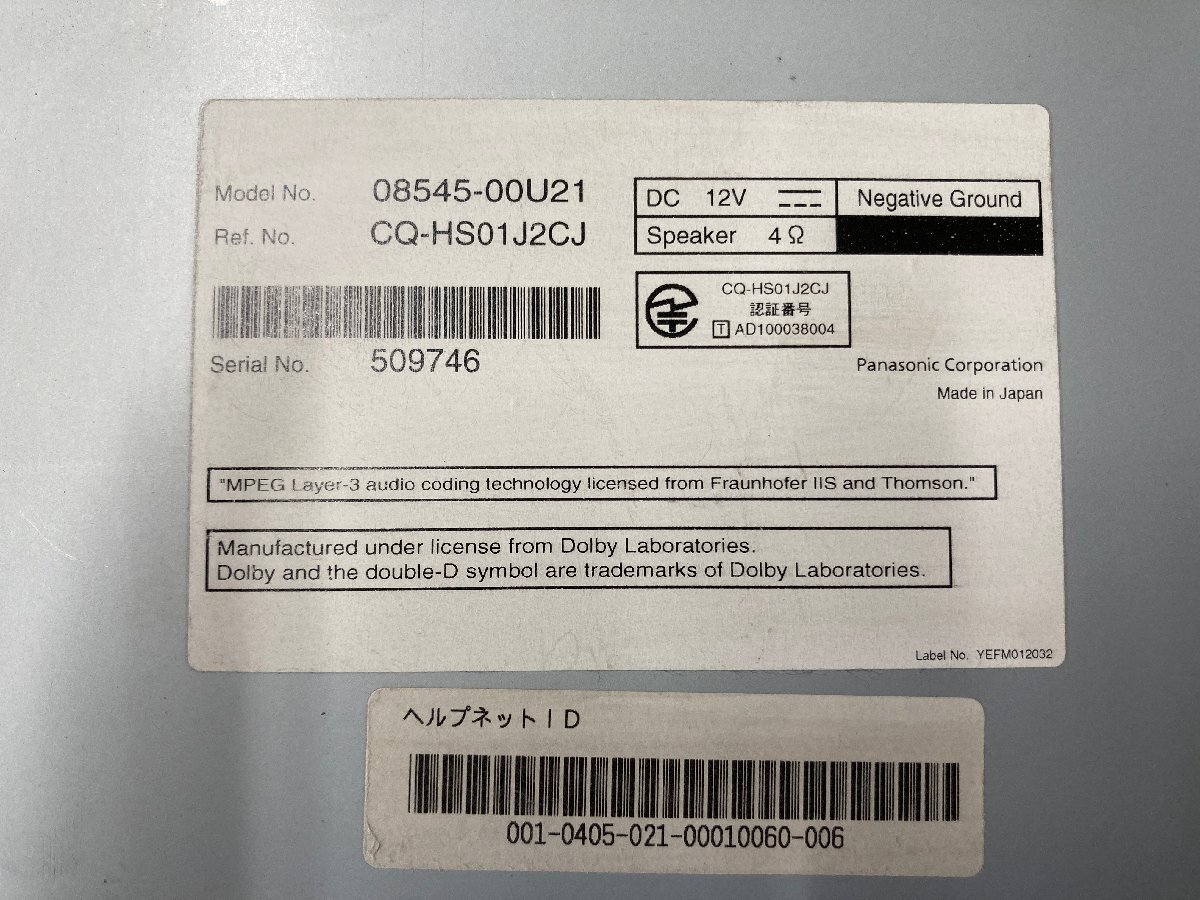 Model No. 08545-00U21
Ref. No. CQ-HS01J2CJ
Serial No. 509746
DC 12V Negative Ground
Speaker 4Ω
CQ-HS01J2CJ
認証番号
T AD100038004
Panasonic Corporation
Made in Japan
"MPEG Layer-3 audio coding technology licensed from Fraunhofer IIS and Thomson."
Manufactured under license from Dolby Laboratories.
Dolby and the double-D symbol are trademarks of Dolby Laboratories.
Label No. YEFM012032
ヘルプネットID
001-0405-021-00010060-006